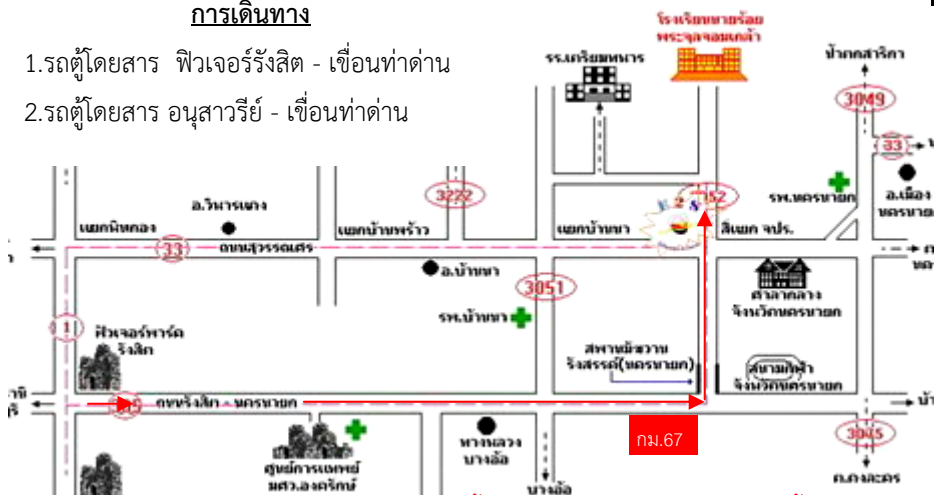 การเดินทาง
1.รถตู้โดยสาร ฟิวเจอร์รังสิต - เขื่อนท่าด่าน
2.รถตู้โดยสาร อนุสาวรีย์ - เขื่อนท่าด่าน
โรงเรียนนายร้อย
พระจุลจอมเกล้า
รร.เตรียมทหาร
น้ำตกสาริกา
3049
33
3222
อ.วิหารแดง
รพ.นครนายก
อ.เมือง
นครนายก
แยกหินกอง
แยกบ้านพร้าว
แยกบ้านนา
สี่แยก จปร.
33
ถนนสุวรรณศร
อ.บ้านนา
3051
ศาลากลาง
จังหวัดนครนายก
รพ.บ้านนา
1
ฟิวเจอร์พาร์ค
รังสิต
สนามกีฬา
จังหวัดนครนายก
ถนนรังสิต - นครนายก
กม.67
ทางหลวง
บางอ้อ
3045
ศูนย์การแพทย์
มศว.องครักษ์
บางอ้อ